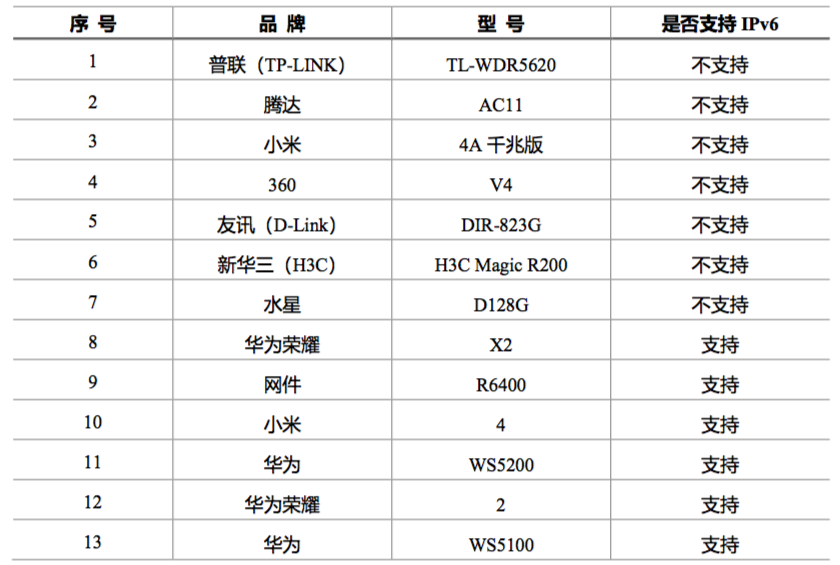 序 号 品 牌 型 号 是否支持 IPv6
1 普联（TP-LINK） TL-WDR5620 不支持
2 腾达 AC11 不支持
3 小米 4A 千兆版 不支持
4 360 V4 不支持
5 友讯（D-Link） DIR-823G 不支持
6 新华三（H3C） H3C Magic R200 不支持
7 水星 D128G 不支持
8 华为荣耀 X2 支持
9 网件 R6400 支持
10 小米 4 支持
11 华为 WS5200 支持
12 华为荣耀 2 支持
13 华为 WS5100 支持